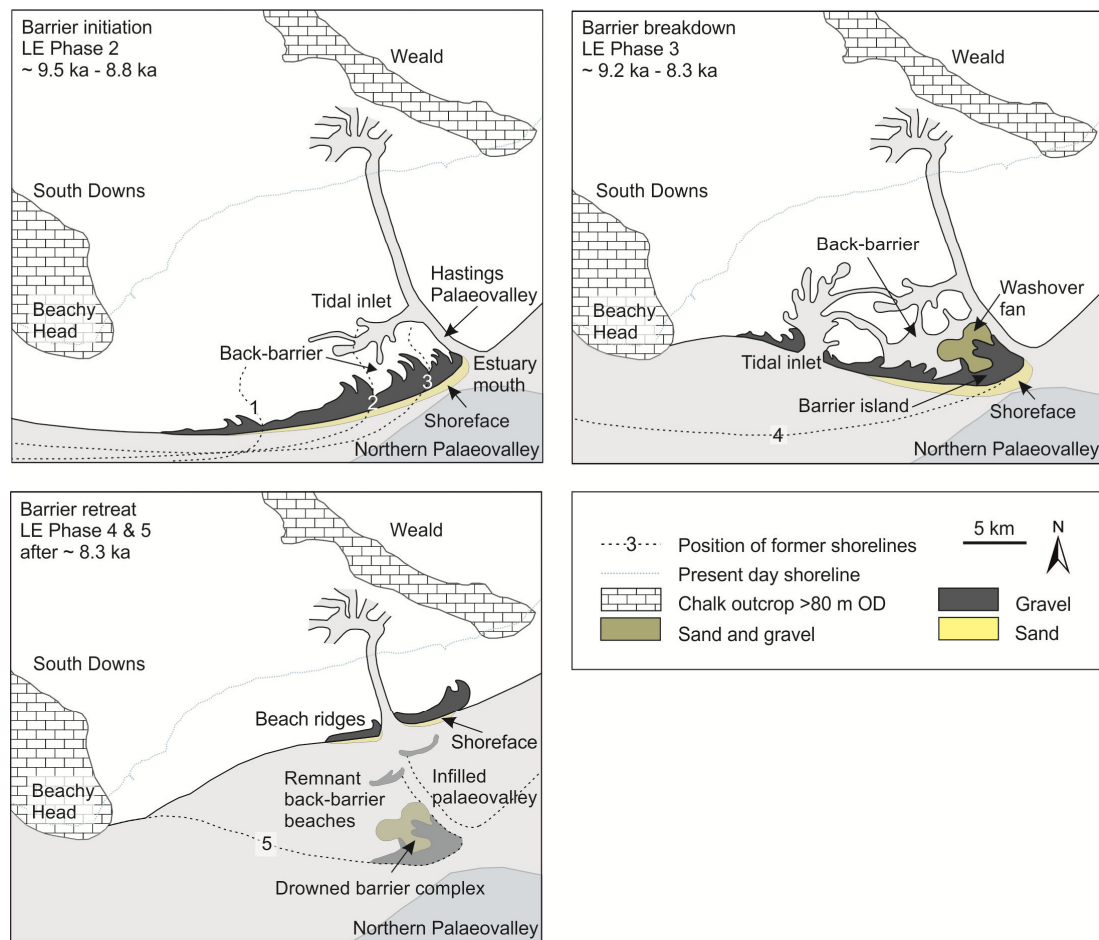 Barrier initiation
LE Phase 2
~ 9.5 ka - 8.8 ka
Weald
South Downs
Beachy
Head
Tidal inlet
Hastings
Palaeovalley
Back-barrier
Estuary
mouth
1
2
3
Shoreface
Northern Palaeovalley
Barrier breakdown
LE Phase 3
~ 9.2 ka - 8.3 ka
Weald
South Downs
Back-barrier
Washover
fan
Beachy
Head
Tidal inlet
Barrier island
Shoreface
4
Northern Palaeovalley
Barrier retreat
LE Phase 4 & 5
after ~ 8.3 ka
Weald
South Downs
Beach ridges
Shoreface
Remnant
back-barrier
beaches
Infilled
palaeovalley
Beachy
Head
5
Drowned barrier complex
Northern Palaeovalley
3 Position of former shorelines
Present day shoreline
Chalk outcrop >80 m OD
Sand and gravel
5 km
N
Gravel
Sand